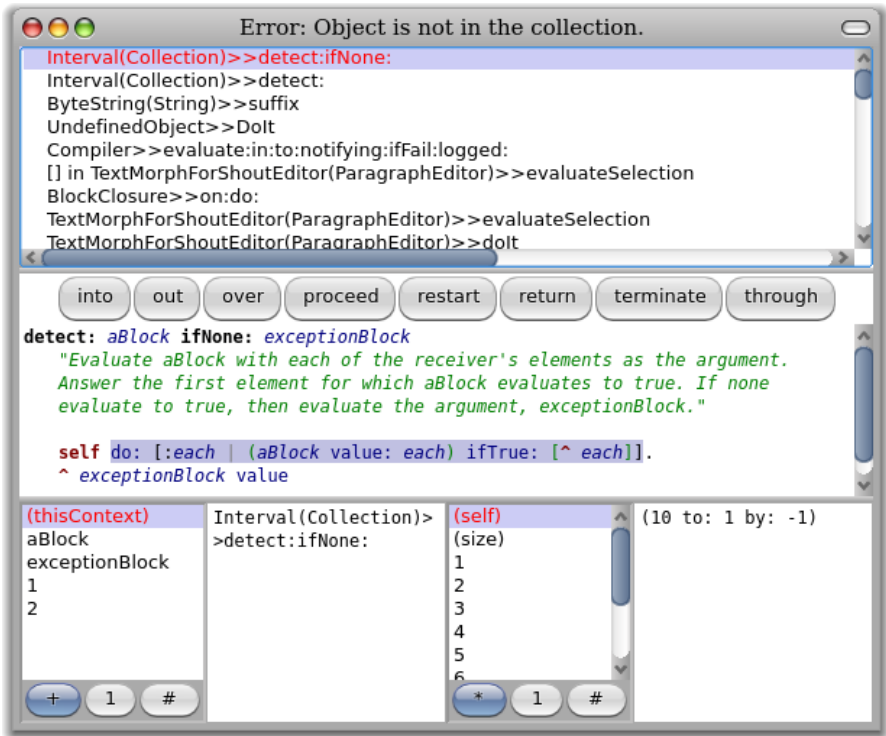 Error: Object is not in the collection.
Interval(Collection)>>detect:ifNone:
Interval(Collection)>>detect:
ByteString(String)>>suffix
UndefinedObject>>DoIt
Compiler>>evaluate:in:to:notifying:ifFail:logged:
[] in TextMorphForShoutEditor(ParagraphEditor)>>evaluateSelection
BlockClosure>>on:do:
TextMorphForShoutEditor(ParagraphEditor)>>evaluateSelection
TextMorphForShoutEditor(ParagraphEditor)>>doIt
into out over proceed restart return terminate through
detect: aBlock ifNone: exceptionBlock
"Evaluate aBlock with each of the receiver's elements as the argument.
Answer the first element for which aBlock evaluates to true. If none
evaluate to true, then evaluate the argument, exceptionBlock."
self do: [:each | (aBlock value: each) ifTrue: [^ each]].
^ exceptionBlock value
(thisContext)
aBlock
exceptionBlock
1
2
+ 1 #
Interval(Collection)>
>detect:ifNone:
(self)
(size)
1
2
3
4
5
6
* 1 #
(10 to: 1 by: -1)